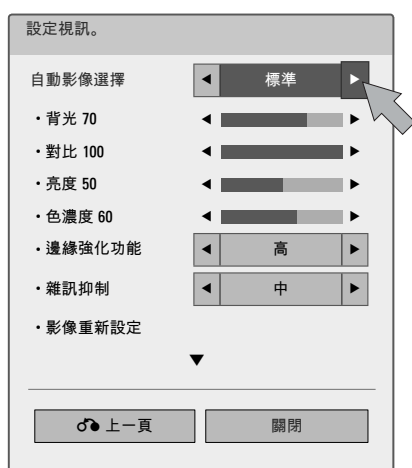 設定視訊。
自動影像選擇 ◀ 標準 ▶
・背光 70 ◀ ▶
・對比 100 ◀ ▶
・亮度 50 ◀ ▶
・色濃度 60 ◀ ▶
・邊緣強化功能 ◀ 高 ▶
・雜訊抑制 ◀ 中 ▶
・影像重新設定
▼
上一頁 關閉